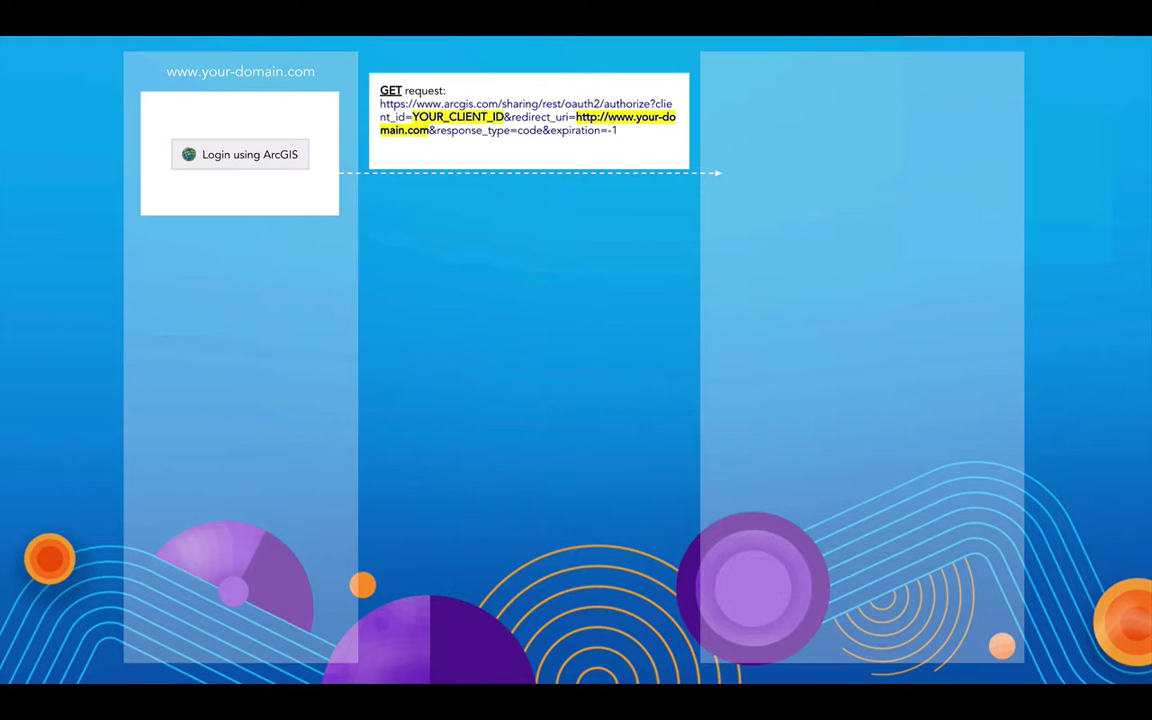 www.your-domain.com
GET request:
https://www.arcgis.com/sharing/rest/oauth2/authorize?clie
nt_id=YOUR_CLIENT_ID&redirect_uri=http://www.your-do
main.com&response_type=code&expiration=-1
Login using ArcGIS